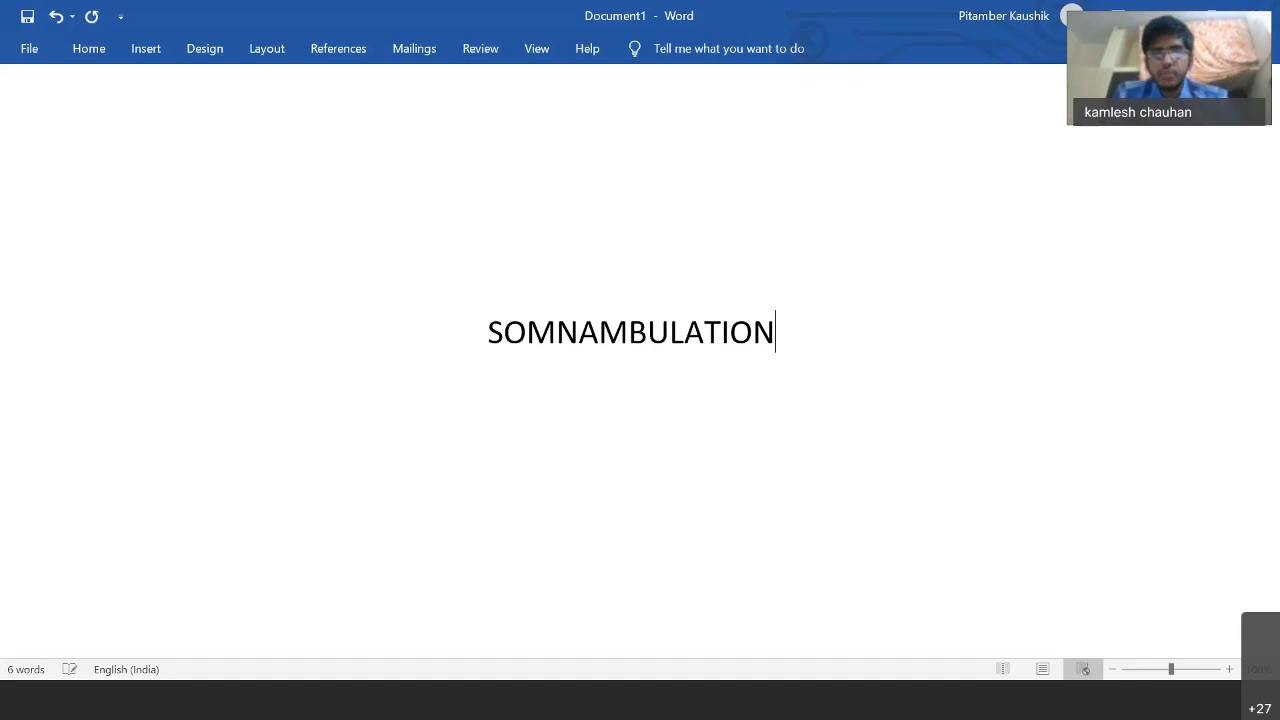 Document1 - Word
Pitamber Kaushik
File Home Insert Design Layout References Mailings Review View Help Tell me what you want to do
kamlesh chauhan
SOMNAMBULATION
6 words English (India)
100%
+27